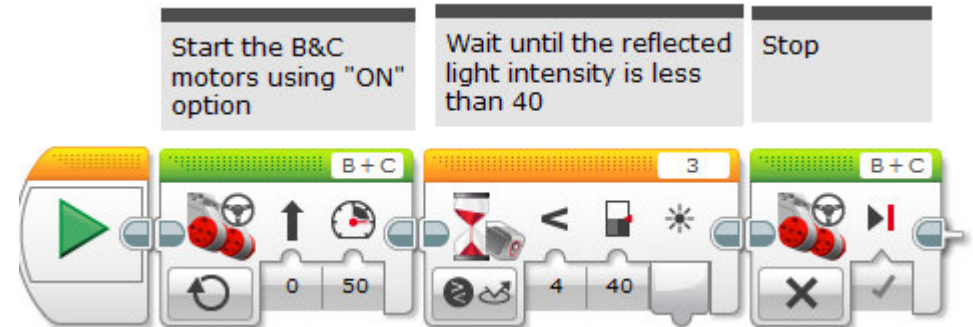 Start the B&C
motors using "ON"
option
Wait until the reflected
light intensity is less
than 40
Stop
B + C
3
B + C
<
0
50
4
40